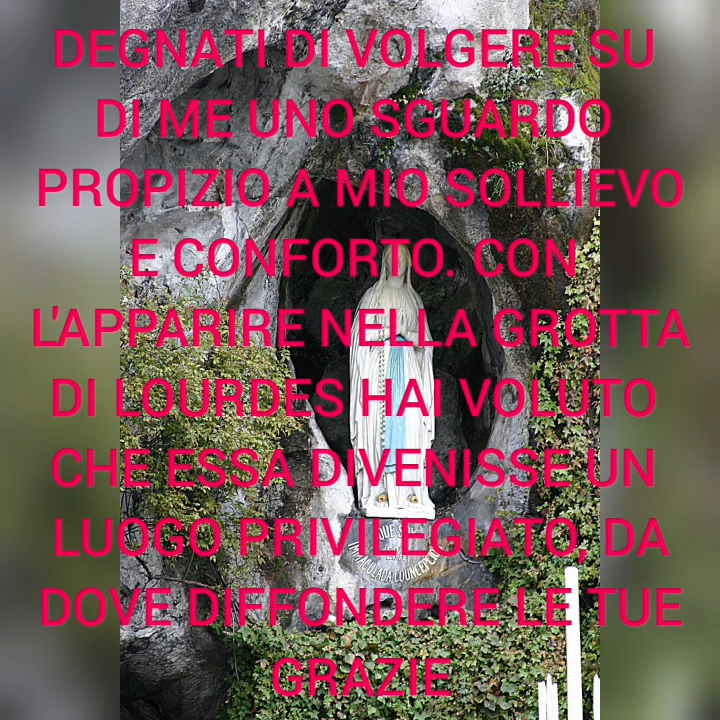 DEGNATI DI VOLGERE SU
DI ME UNO SGUARDO
PROPIZIO A MIO SOLLIEVO
E CONFORTO. CON
L'APPARIRE NELLA GROTTA
DI LOURDES HAI VOLUTO
CHE ESSA DIVENISSE UN
LUOGO PRIVILEGIATO, DA
DOVE DIFFONDERE LE TUE
GRAZIE